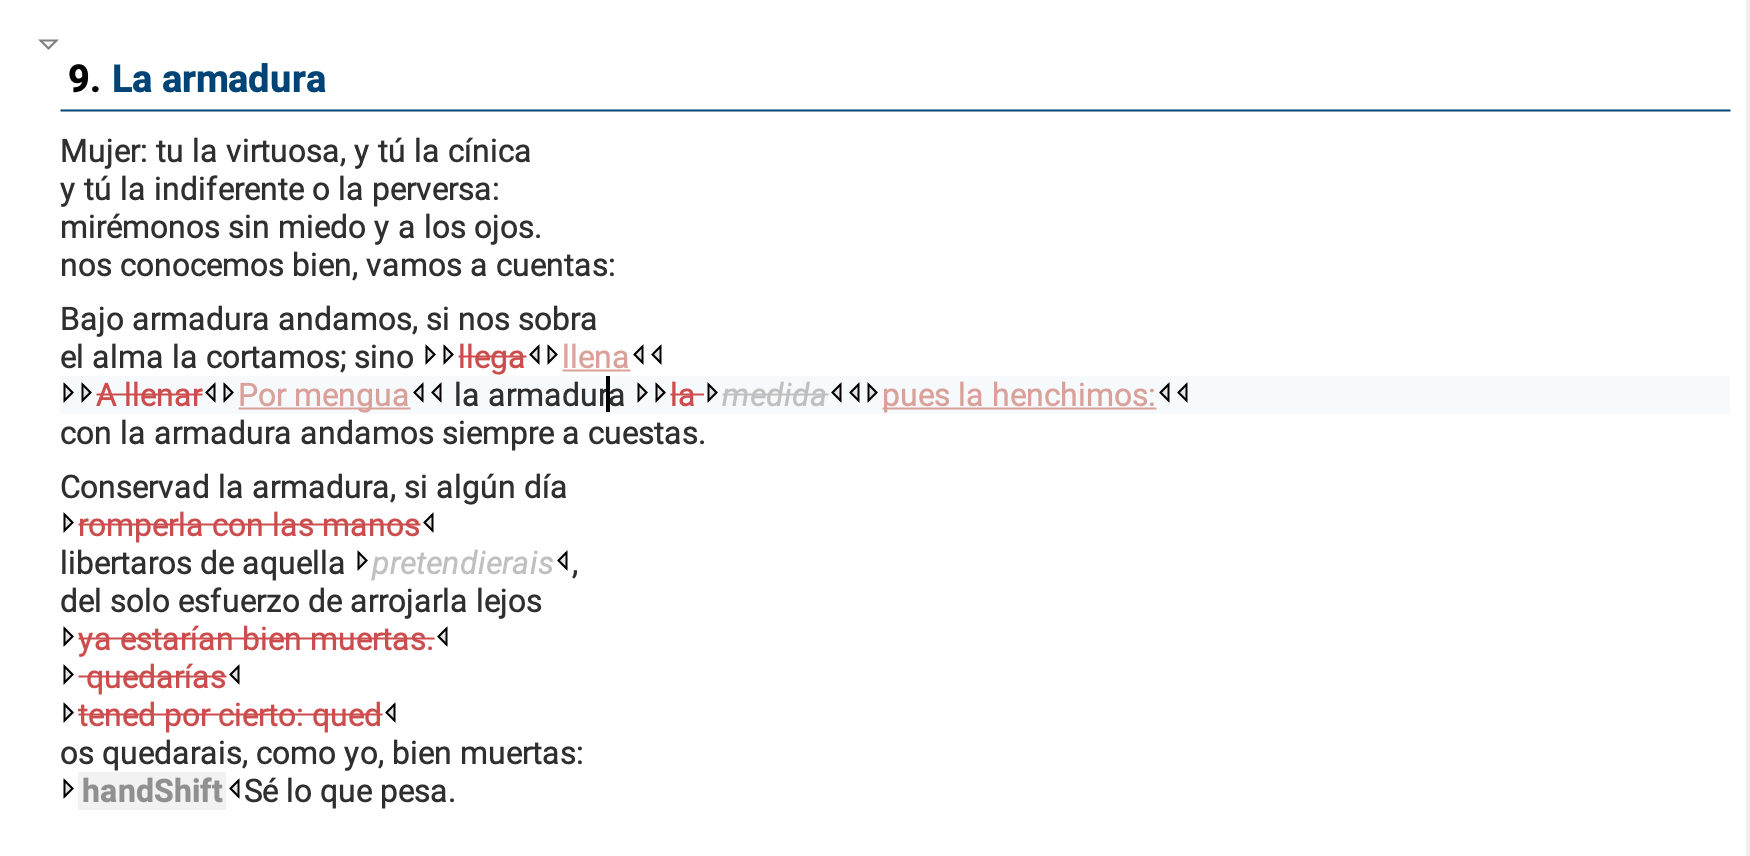 9. La armadura
Mujer: tu la virtuosa, y tú la cínica
y tú la indiferente o la perversa:
mirémonos sin miedo y a los ojos.
nos conocemos bien, vamos a cuentas:
Bajo armadura andamos, si nos sobra
el alma la cortamos; sino llega llena
A llenar Por mengua la armadura la medida pues la henchimos:
con la armadura andamos siempre a cuestas.
Conservad la armadura, si algún día
romperla con las manos
libertaros de aquella pretendierais,
del solo esfuerzo de arrojarla lejos
ya estarían bien muertas.
quedarías
tened por cierto: qued
os quedarais, como yo, bien muertas:
handShift Sé lo que pesa.